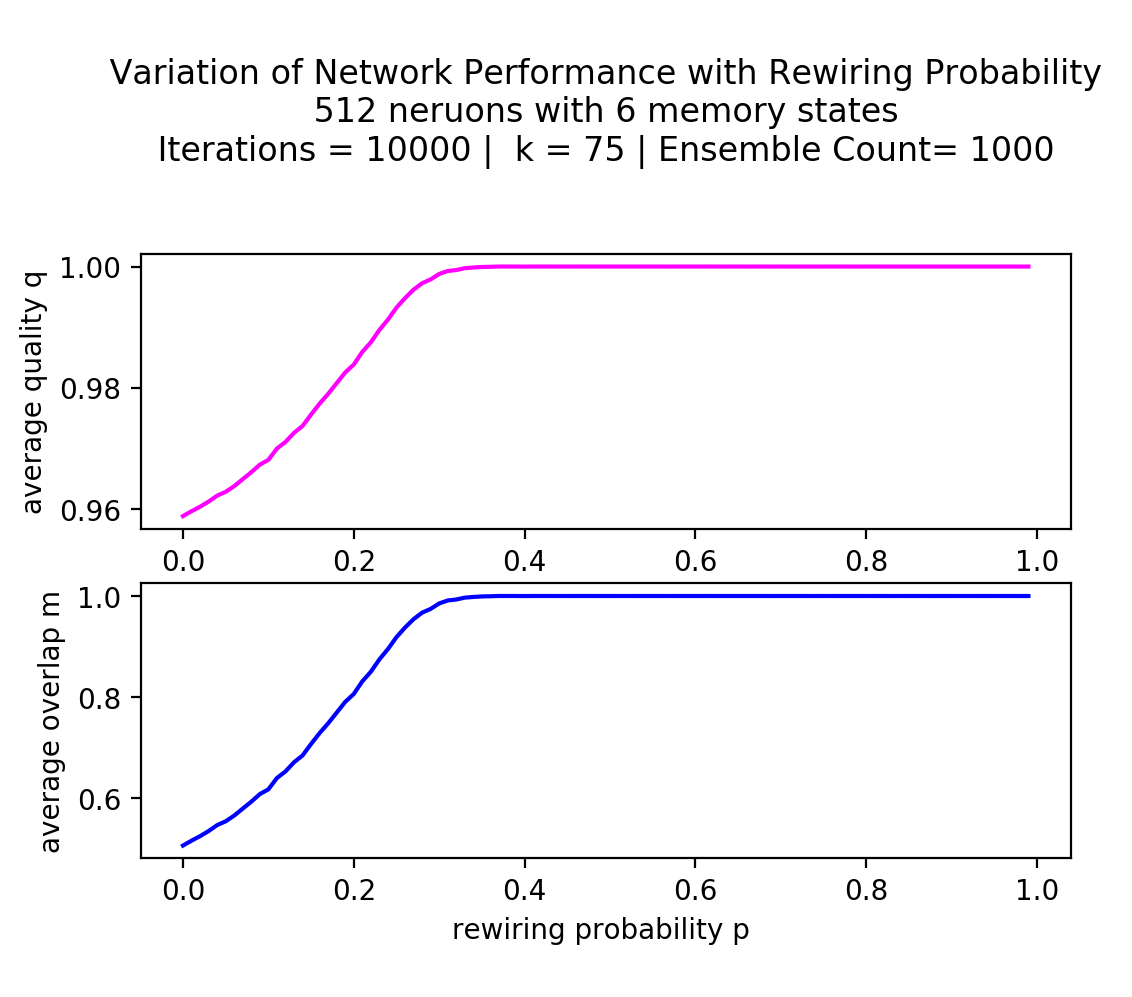 Variation of Network Performance with Rewiring Probability
512 neruons with 6 memory states
Iterations = 10000 |  k = 75 | Ensemble Count= 1000
average quality q
1.00
0.98
0.96
0.0 0.2 0.4 0.6 0.8 1.0
average overlap m
1.0
0.8
0.6
0.0 0.2 0.4 0.6 0.8 1.0
rewiring probability p